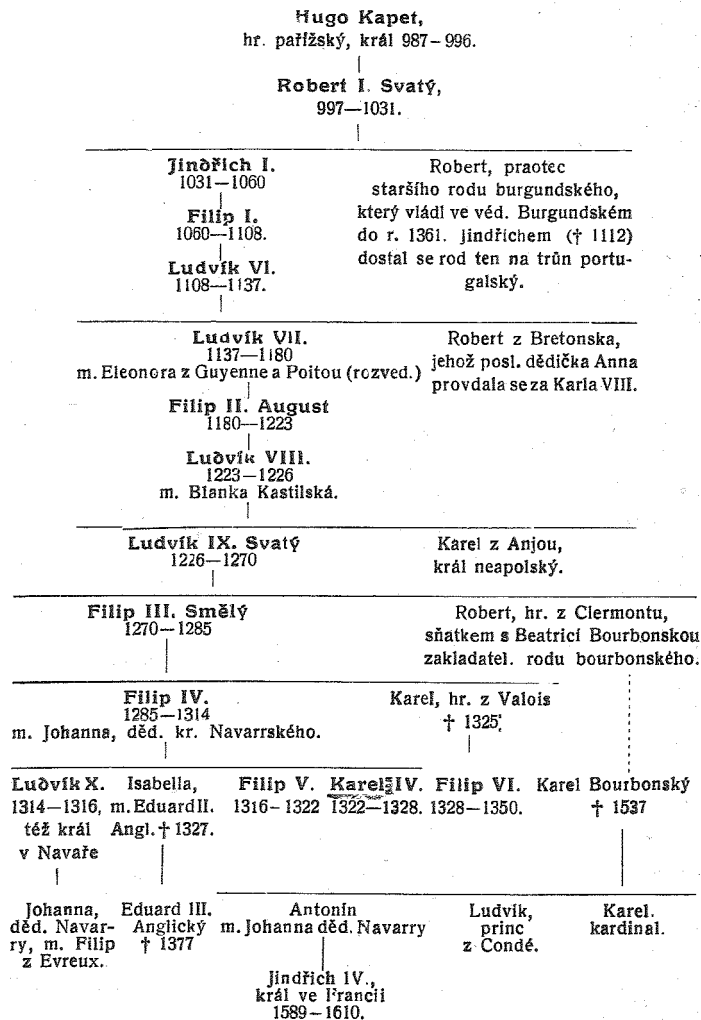 Hugo Kapet,
hr. pařížský, král 987–996.
Robert I. Svatý,
997—1031.
Jindřich I.
1031—1060
Filip I.
1060—1108.
Ludvík VI.
1108—1137.
Robert, praotec
staršího rodu burgundského,
který vládl ve véd. Burgundském
do r. 1361. Jindřichem († 1112)
dostal se rod ten na trůn portu-
galský.
Ludvík VII.
1137—1180
m. Eleonora z Guyenne a Poitou (rozved.)
Filip II. August
1180—1223
Ludvík VIII.
1223—1226
m. Blanka Kastilská.
Robert z Bretonska,
jehož posl. dědička Anna
provdala se za Karla VIII.
Ludvík IX. Svatý
1226—1270
Karel z Anjou,
král neapolský.
Filip III. Smělý
1270—1285
Robert, hr. z Clermontu,
sňatkem s Beatricí Bourbonskou
zakladatel. rodu bourbonského.
Filip IV.
1285—1314
m. Johanna, děd. kr. Navarrského.
Karel, hr. z Valois
† 1325.
Ludvík X.
1314—1316,
též král
v Navaře
Isabella,
m. Eduard II.
Angl. † 1327.
Filip V.
1316–1322
Karel IV.
1322—1328.
Filip VI.
1328—1350.
Karel Bourbonský
† 1537
Johanna,
děd. Navar-
ry, m. Filip
z Evreux.
Eduard III.
Anglický
† 1377
Antonín
m. Johanna děd. Navarry
Ludvík,
princ
z Condé.
Karel.
kardinal.
Jindřich IV.,
král ve Francii
1589—1610.